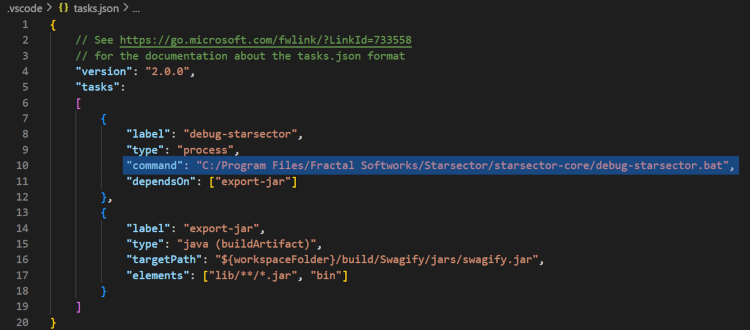 .vscode > {} tasks.json > ...
1 {
2 // See https://go.microsoft.com/fwlink/?LinkId=733558
3 // for the documentation about the tasks.json format
4 "version": "2.0.0",
5 "tasks":
6 [
7 {
8 "label": "debug-starsector",
9 "type": "process",
10 "command": "C:/Program Files/Fractal Softworks/Starsector/starsector-core/debug-starsector.bat",
11 "dependsOn": ["export-jar"]
12 },
13 {
14 "label": "export-jar",
15 "type": "java (buildArtifact)",
16 "targetPath": "${workspaceFolder}/build/Swagify/jars/swagify.jar",
17 "elements": ["lib/**/*.jar", "bin"]
18 }
19 ]
20 }